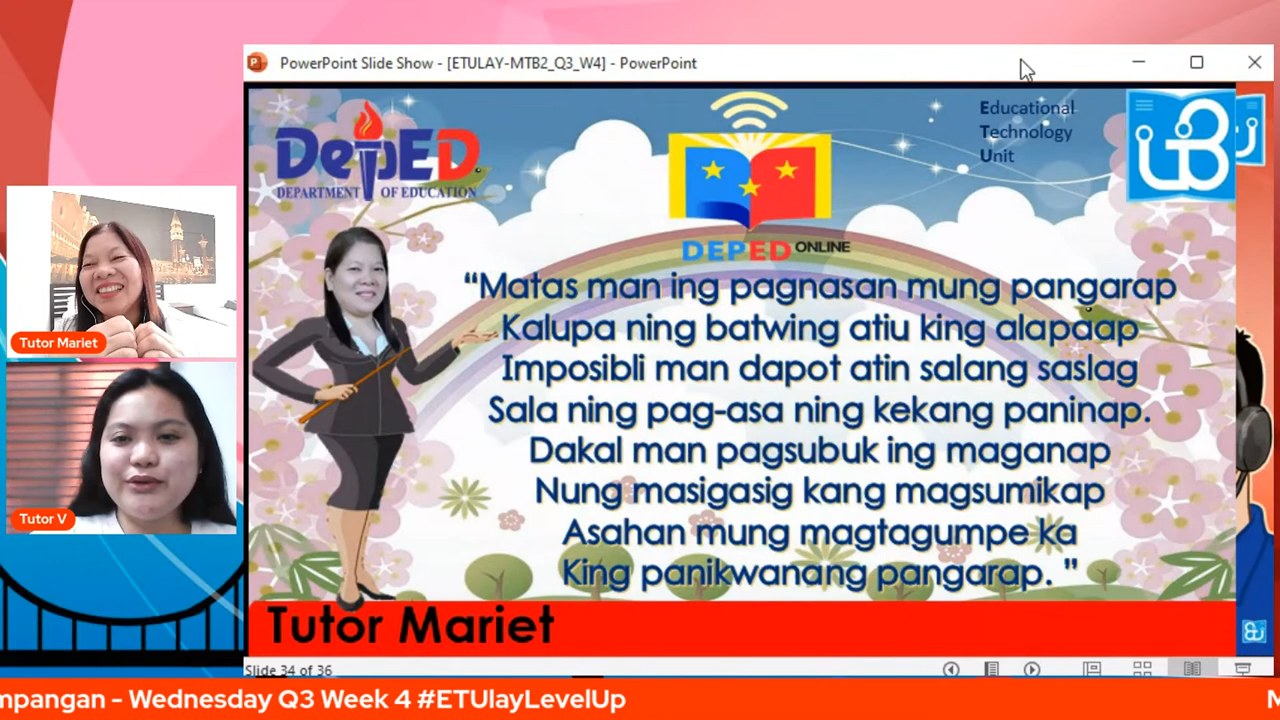 PowerPoint Slide Show - [ETULAY-MTB2_Q3_W4] - PowerPoint
DepED
DEPARTMENT OF EDUCATION
DEPED ONLINE
Educational
Technology
Unit
“Matas man ing pagnasan mung pangarap
Kalupa ning batwing atiu king alapaap
Imposibli man dapot atin salang saslag
Sala ning pag-asa ning kekang paninap.
Dakal man pagsubuk ing maganap
Nung masigasig kang magsumikap
Asahan mung magtagumpe ka
King panikwanang pangarap. ”
Tutor Mariet
Tutor V
Tutor Mariet
Slide 34 of 36
mpangan - Wednesday Q3 Week 4 #ETUlayLevelUp
M